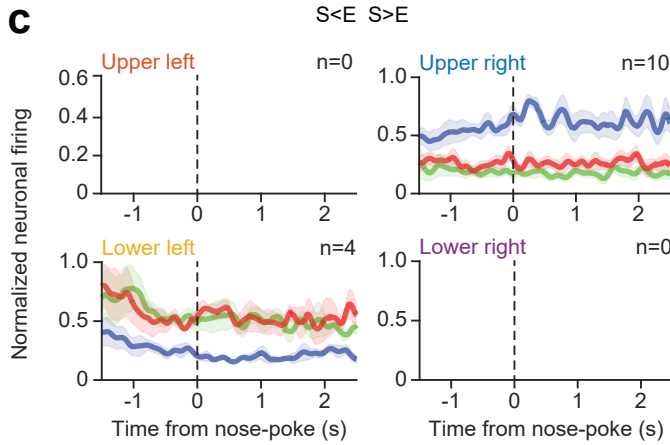 c
S<E S>E
Normalized neuronal firing
Upper left n=0
0.6
0.4
0.2
0
-1 0 1 2
Upper right n=10
1.0
0.5
0
-1 0 1 2
Lower left n=4
1.0
0.5
0
-1 0 1 2
Time from nose-poke (s)
Lower right n=0
1.0
0.5
0
-1 0 1 2
Time from nose-poke (s)